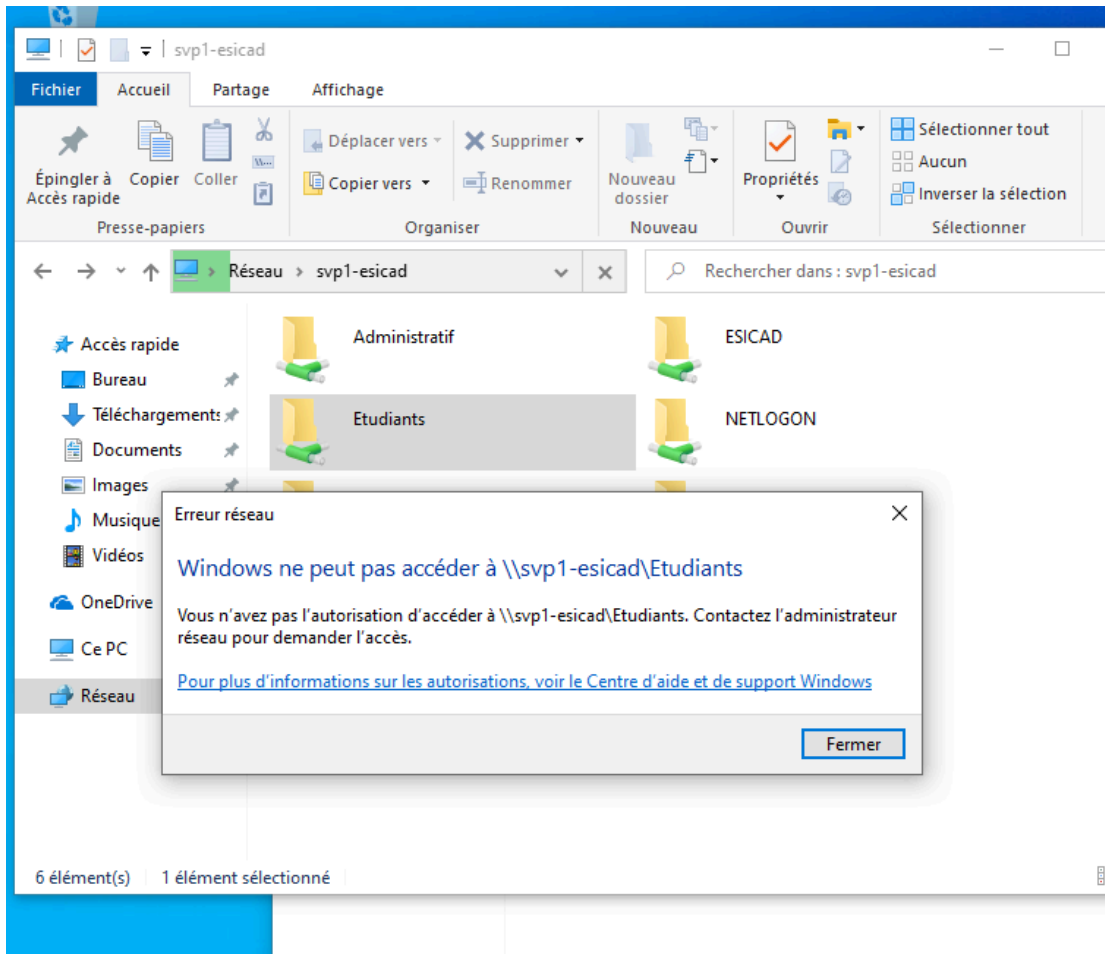 svp1-esicad
Fichier Accueil Partage Affichage
Épingler à Accès rapide
Copier
Coller
Déplacer vers
Copier vers
Supprimer
Renommer
Nouveau dossier
Propriétés
Sélectionner tout
Aucun
Inverser la sélection
Presse-papiers Organiser Nouveau Ouvrir Sélectionner
Réseau > svp1-esicad
Rechercher dans : svp1-esicad
Accès rapide
Bureau
Téléchargements
Documents
Images
Musique
Vidéos
OneDrive
Ce PC
Réseau
Administratif
ESICAD
Etudiants
NETLOGON
Erreur réseau
Windows ne peut pas accéder à \\svp1-esicad\Etudiants
Vous n'avez pas l'autorisation d'accéder à \\svp1-esicad\Etudiants. Contactez l'administrateur
réseau pour demander l'accès.
Pour plus d'informations sur les autorisations, voir le Centre d'aide et de support Windows
Fermer
6 élément(s) 1 élément sélectionné